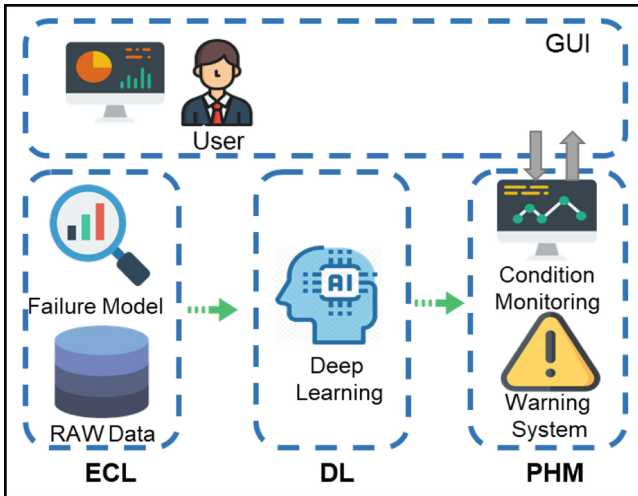 GUI
User
Failure Model
RAW Data
ECL
AI
Deep
Learning
DL
Condition
Monitoring
Warning
System
PHM